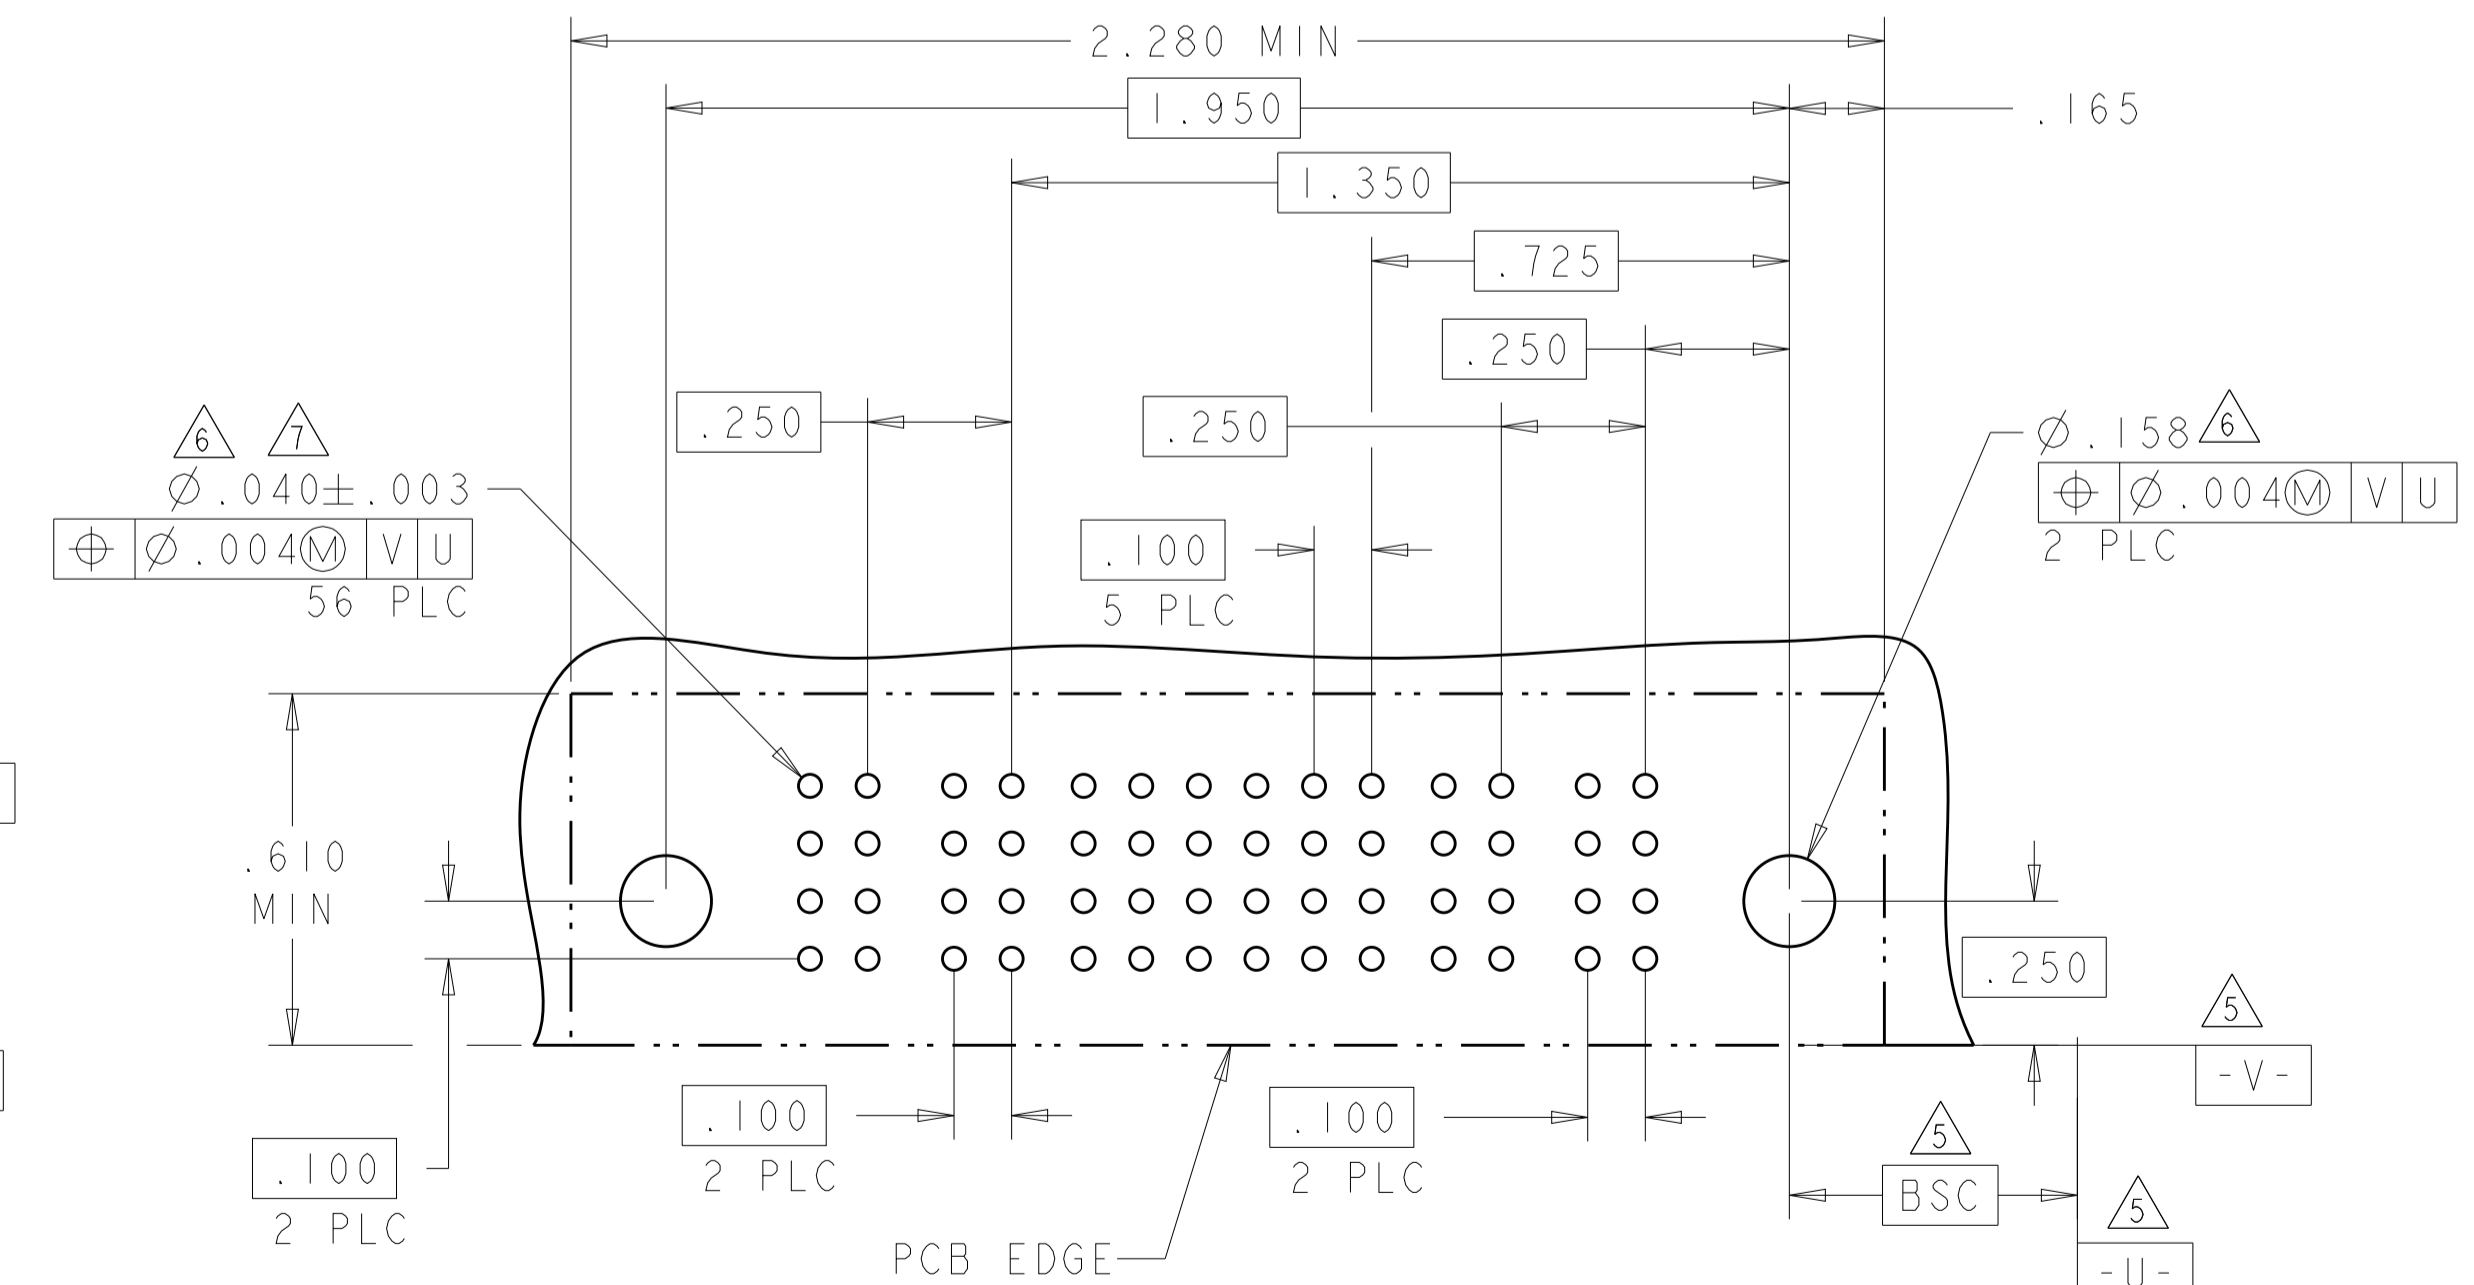 2.280 MIN
1.950
.165
1.350
.725
.250
.250
.250
6
7
⌀.040±.003
⌖ ⌀.004Ⓜ V U
56 PLC
.100
5 PLC
⌀.158
6
⌖ ⌀.004Ⓜ V U
2 PLC
.610
MIN
.250
5
-V-
.100
2 PLC
.100
2 PLC
.100
2 PLC
5
BSC
5
-U-
PCB EDGE